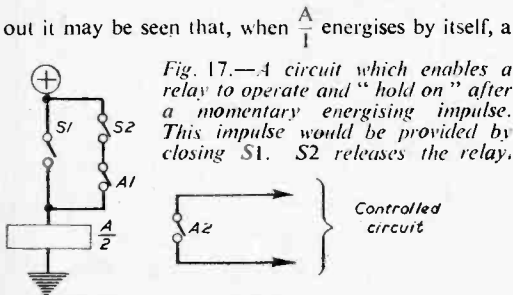 out it may be seen that, when A/1 energises by itself, a
Fig. 17.—A circuit which enables a
relay to operate and "hold on" after
a momentary energising impulse.
This impulse would be provided by
closing S1. S2 releases the relay.
+
S1
S2
A1
A/2
A2
Controlled
circuit